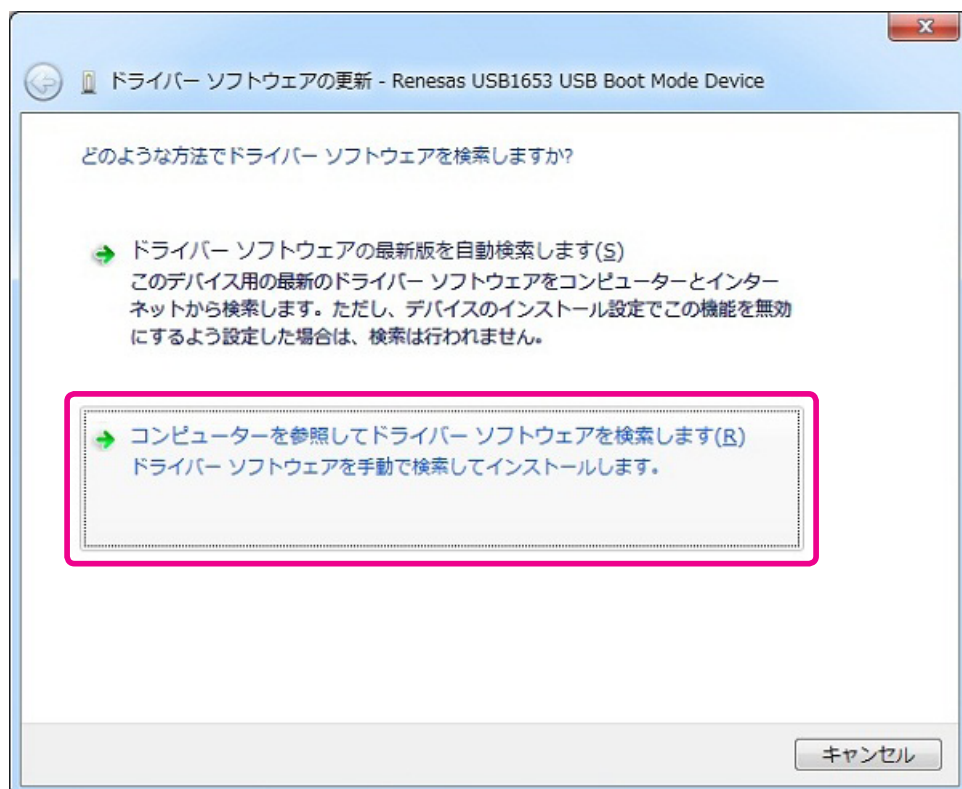 ドライバー ソフトウェアの更新 - Renesas USB1653 USB Boot Mode Device
どのような方法でドライバー ソフトウェアを検索しますか?
ドライバー ソフトウェアの最新版を自動検索します(S)
このデバイス用の最新のドライバー ソフトウェアをコンピューターとインター
ネットから検索します。ただし、デバイスのインストール設定でこの機能を無効
にするよう設定した場合は、検索は行われません。
コンピューターを参照してドライバー ソフトウェアを検索します(R)
ドライバー ソフトウェアを手動で検索してインストールします。
キャンセル